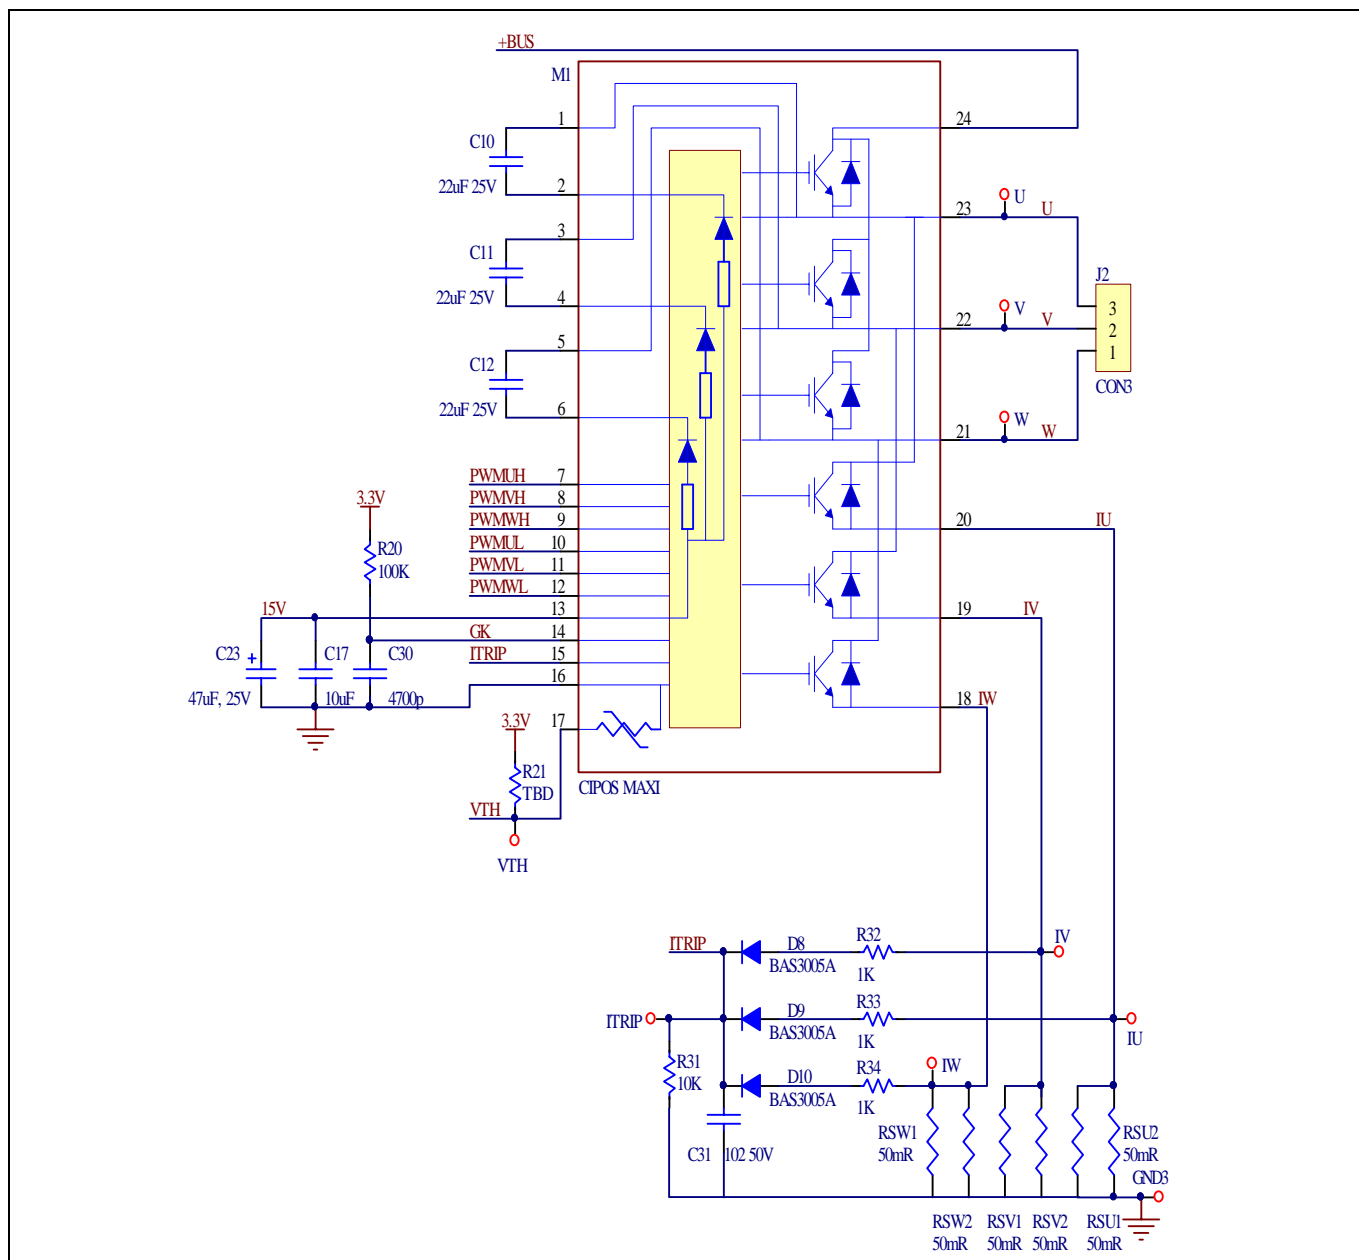 +BUS
M1
1
24
C10
22uF 25V
2
U
23
U
3
C11
22uF 25V
J2
4
V
3
22
V
2
5
1
C12
CON3
22uF 25V
6
W
21
W
PWMUH
7
3.3V
PWMVH
8
PWMWH
9
20
IU
R20
PWMUL
10
100K
PWMVL
11
PWMWL
12
15V
13
19
IV
GK
14
C23
+
C17
C30
ITRIP
15
16
47uF, 25V
10uF
4700p
18
IW
3.3V
17
R21
TBD
CIPOS MAXI
VTH
VTH
ITRIP
D8
R32
IV
BAS3005A
1K
D9
R33
ITRIP
BAS3005A
1K
IU
R31
10K
D10
R34
IW
BAS3005A
1K
RSW1
50mR
RSU2
50mR
C31
102 50V
GND3
RSW2
50mR
RSV1
50mR
RSV2
50mR
RSU1
50mR